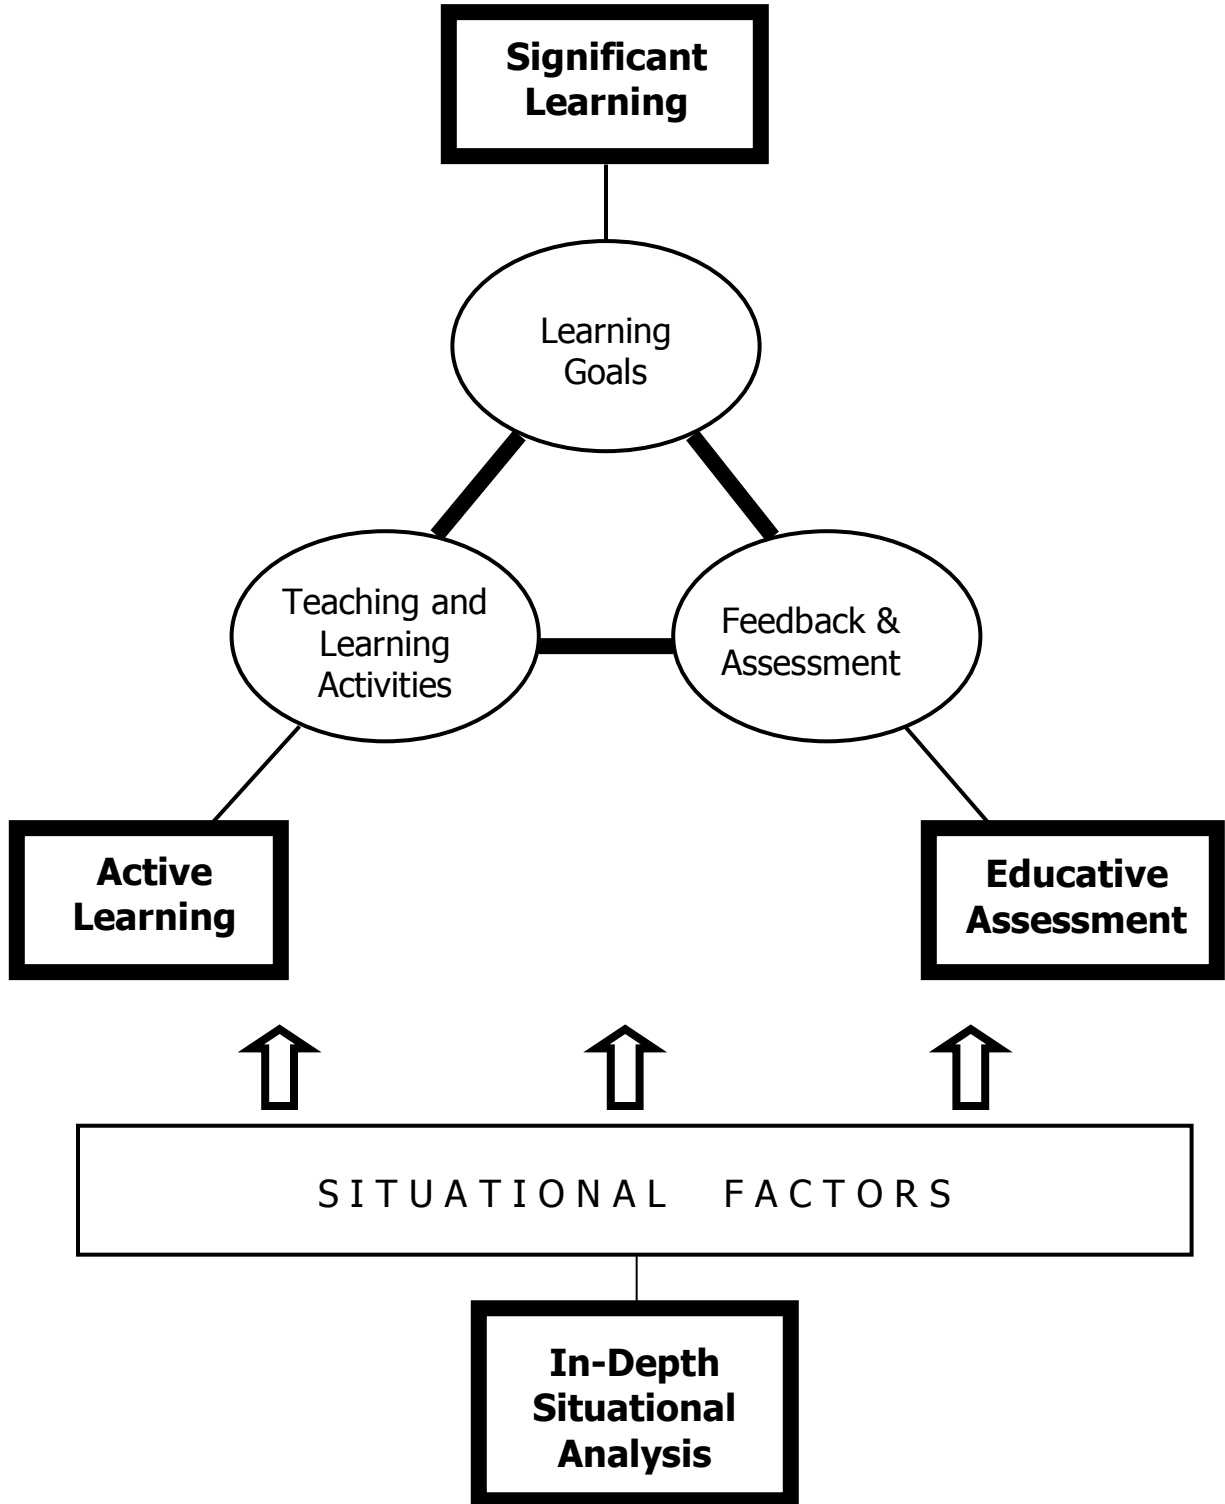 Significant
Learning
Learning
Goals
Teaching and
Learning
Activities
Feedback &
Assessment
Active
Learning
Educative
Assessment
SITUATIONAL FACTORS
In-Depth
Situational
Analysis